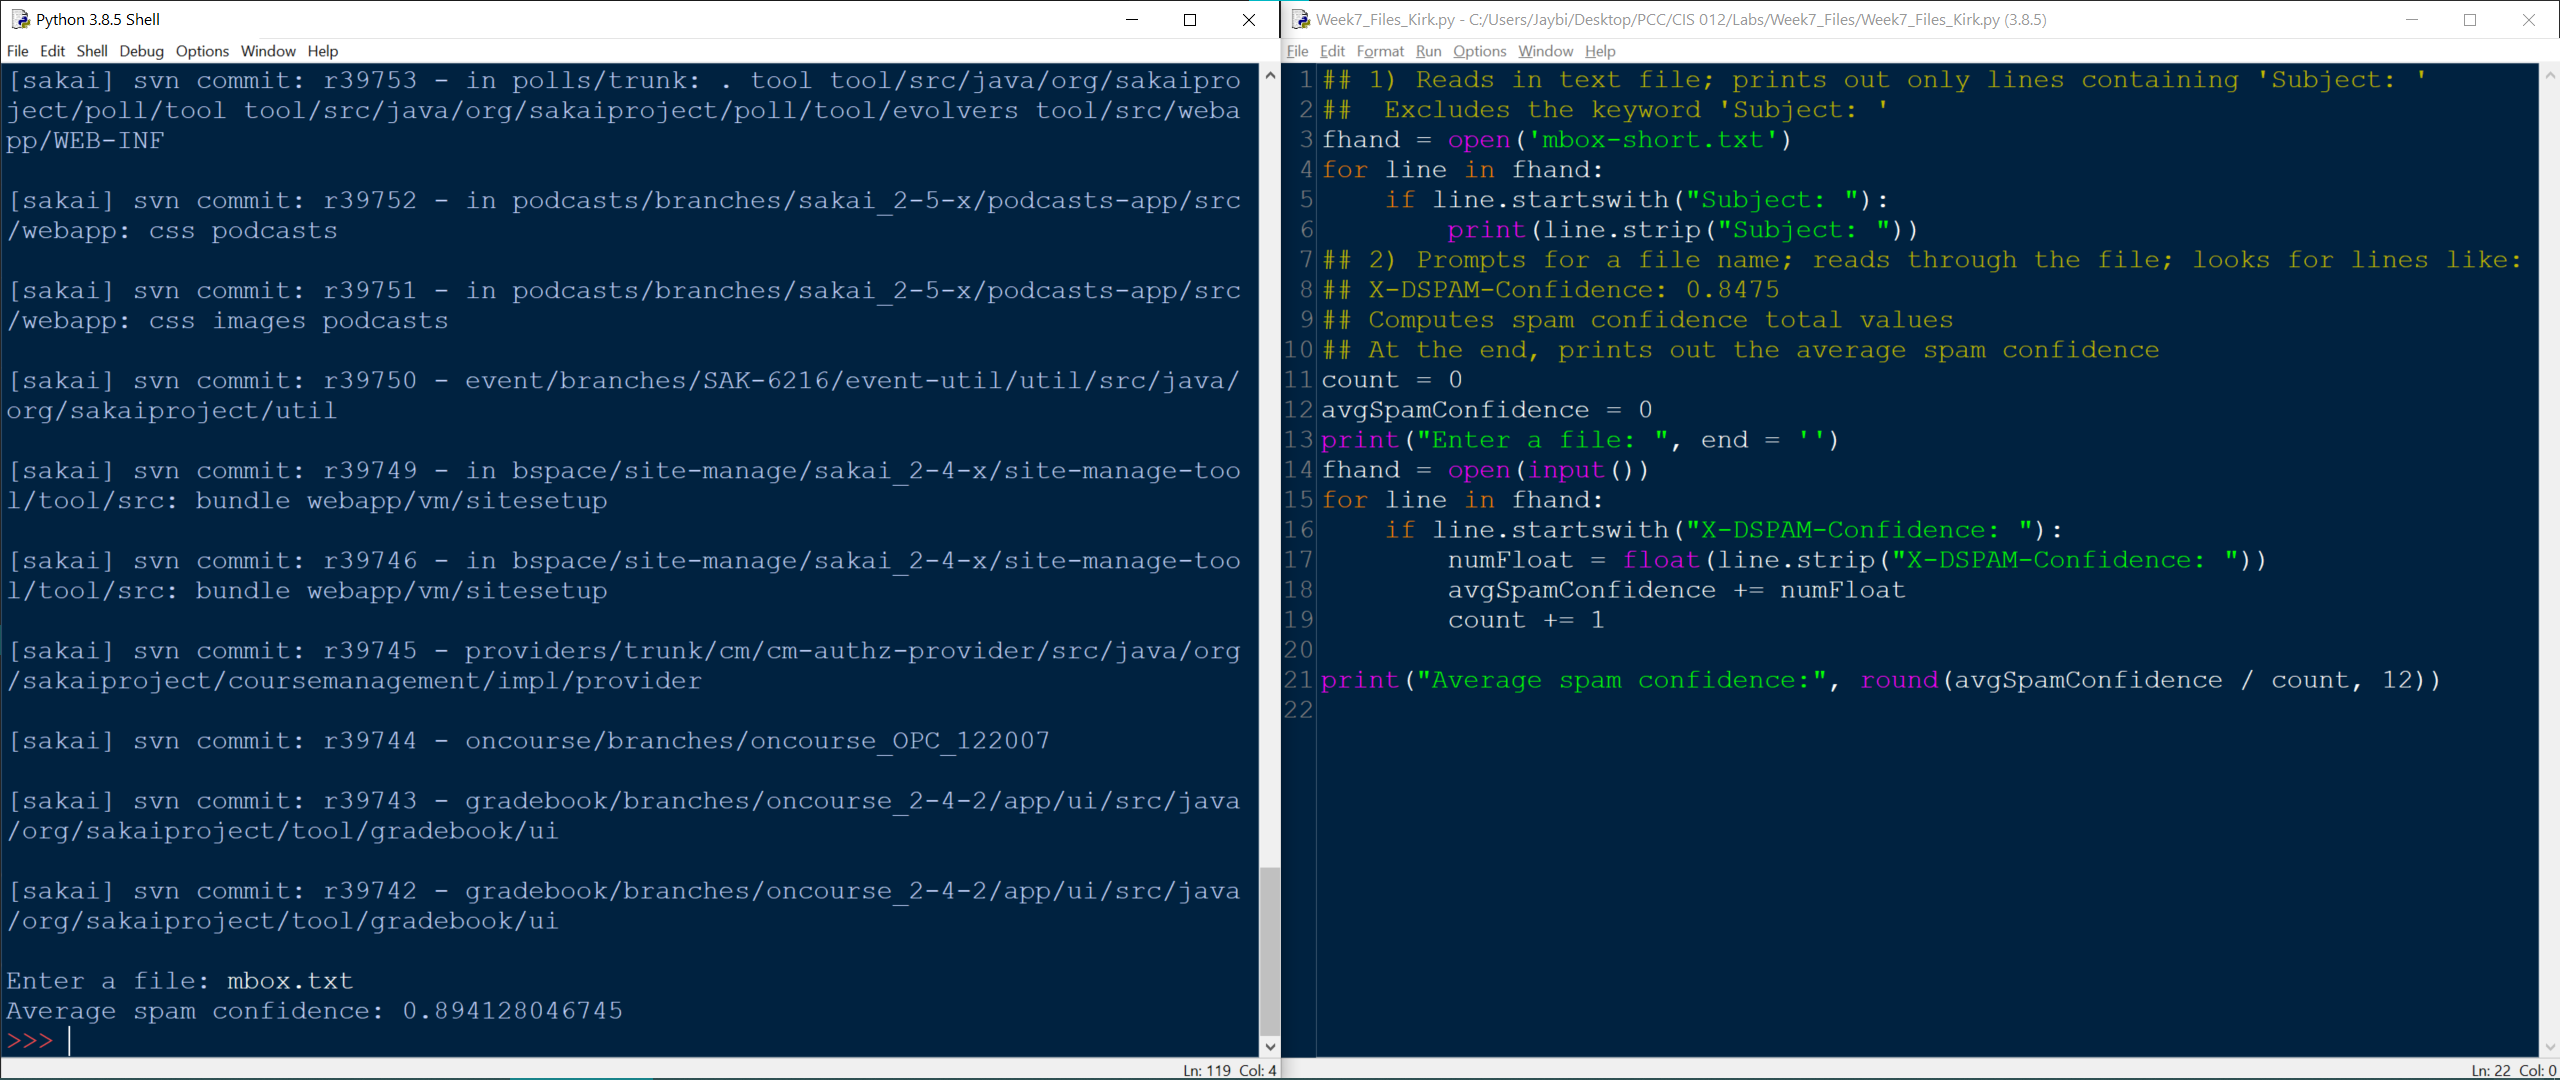 Python 3.8.5 Shell
File Edit Shell Debug Options Window Help
[sakai] svn commit: r39753 - in polls/trunk: . tool tool/src/java/org/sakaipro
ject/poll/tool tool/src/java/org/sakaiproject/poll/tool/evolvers tool/src/weba
pp/WEB-INF
[sakai] svn commit: r39752 - in podcasts/branches/sakai_2-5-x/podcasts-app/src
/webapp: css podcasts
[sakai] svn commit: r39751 - in podcasts/branches/sakai_2-5-x/podcasts-app/src
/webapp: css images podcasts
[sakai] svn commit: r39750 - event/branches/SAK-6216/event-util/util/src/java/
org/sakaiproject/util
[sakai] svn commit: r39749 - in bspace/site-manage/sakai_2-4-x/site-manage-too
l/tool/src: bundle webapp/vm/sitesetup
[sakai] svn commit: r39746 - in bspace/site-manage/sakai_2-4-x/site-manage-too
l/tool/src: bundle webapp/vm/sitesetup
[sakai] svn commit: r39745 - providers/trunk/cm/cm-authz-provider/src/java/org
/sakaiproject/coursemanagement/impl/provider
[sakai] svn commit: r39744 - oncourse/branches/oncourse_OPC_122007
[sakai] svn commit: r39743 - gradebook/branches/oncourse_2-4-2/app/ui/src/java
/org/sakaiproject/tool/gradebook/ui
[sakai] svn commit: r39742 - gradebook/branches/oncourse_2-4-2/app/ui/src/java
/org/sakaiproject/tool/gradebook/ui
Enter a file: mbox.txt
Average spam confidence: 0.894128046745
>>>
Ln: 119 Col: 4
Week7_Files_Kirk.py - C:/Users/Jaybi/Desktop/PCC/CIS 012/Labs/Week7_Files/Week7_Files_Kirk.py (3.8.5)
File Edit Format Run Options Window Help
1 ## 1) Reads in text file; prints out only lines containing 'Subject: '
2 ##  Excludes the keyword 'Subject: '
3 fhand = open('mbox-short.txt')
4 for line in fhand:
5     if line.startswith("Subject: "):
6         print(line.strip("Subject: "))
7 ## 2) Prompts for a file name; reads through the file; looks for lines like:
8 ## X-DSPAM-Confidence: 0.8475
9 ## Computes spam confidence total values
10 ## At the end, prints out the average spam confidence
11 count = 0
12 avgSpamConfidence = 0
13 print("Enter a file: ", end = '')
14 fhand = open(input())
15 for line in fhand:
16     if line.startswith("X-DSPAM-Confidence: "):
17         numFloat = float(line.strip("X-DSPAM-Confidence: "))
18         avgSpamConfidence += numFloat
19         count += 1
20
21 print("Average spam confidence:", round(avgSpamConfidence / count, 12))
22
Ln: 22 Col: 0